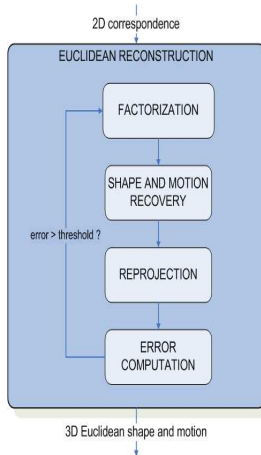 2D correspondence
EUCLIDEAN RECONSTRUCTION
FACTORIZATION
SHAPE AND MOTION
RECOVERY
error > threshold ?
REPROJECTION
ERROR
COMPUTATION
3D Euclidean shape and motion